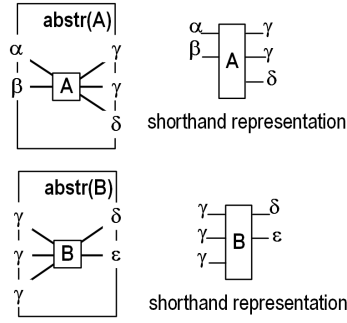 abstr(A)
α γ
β A γ
δ
α γ
β A γ
δ
shorthand representation
abstr(B)
γ δ
γ B ε
γ
γ δ
γ B ε
γ
shorthand representation